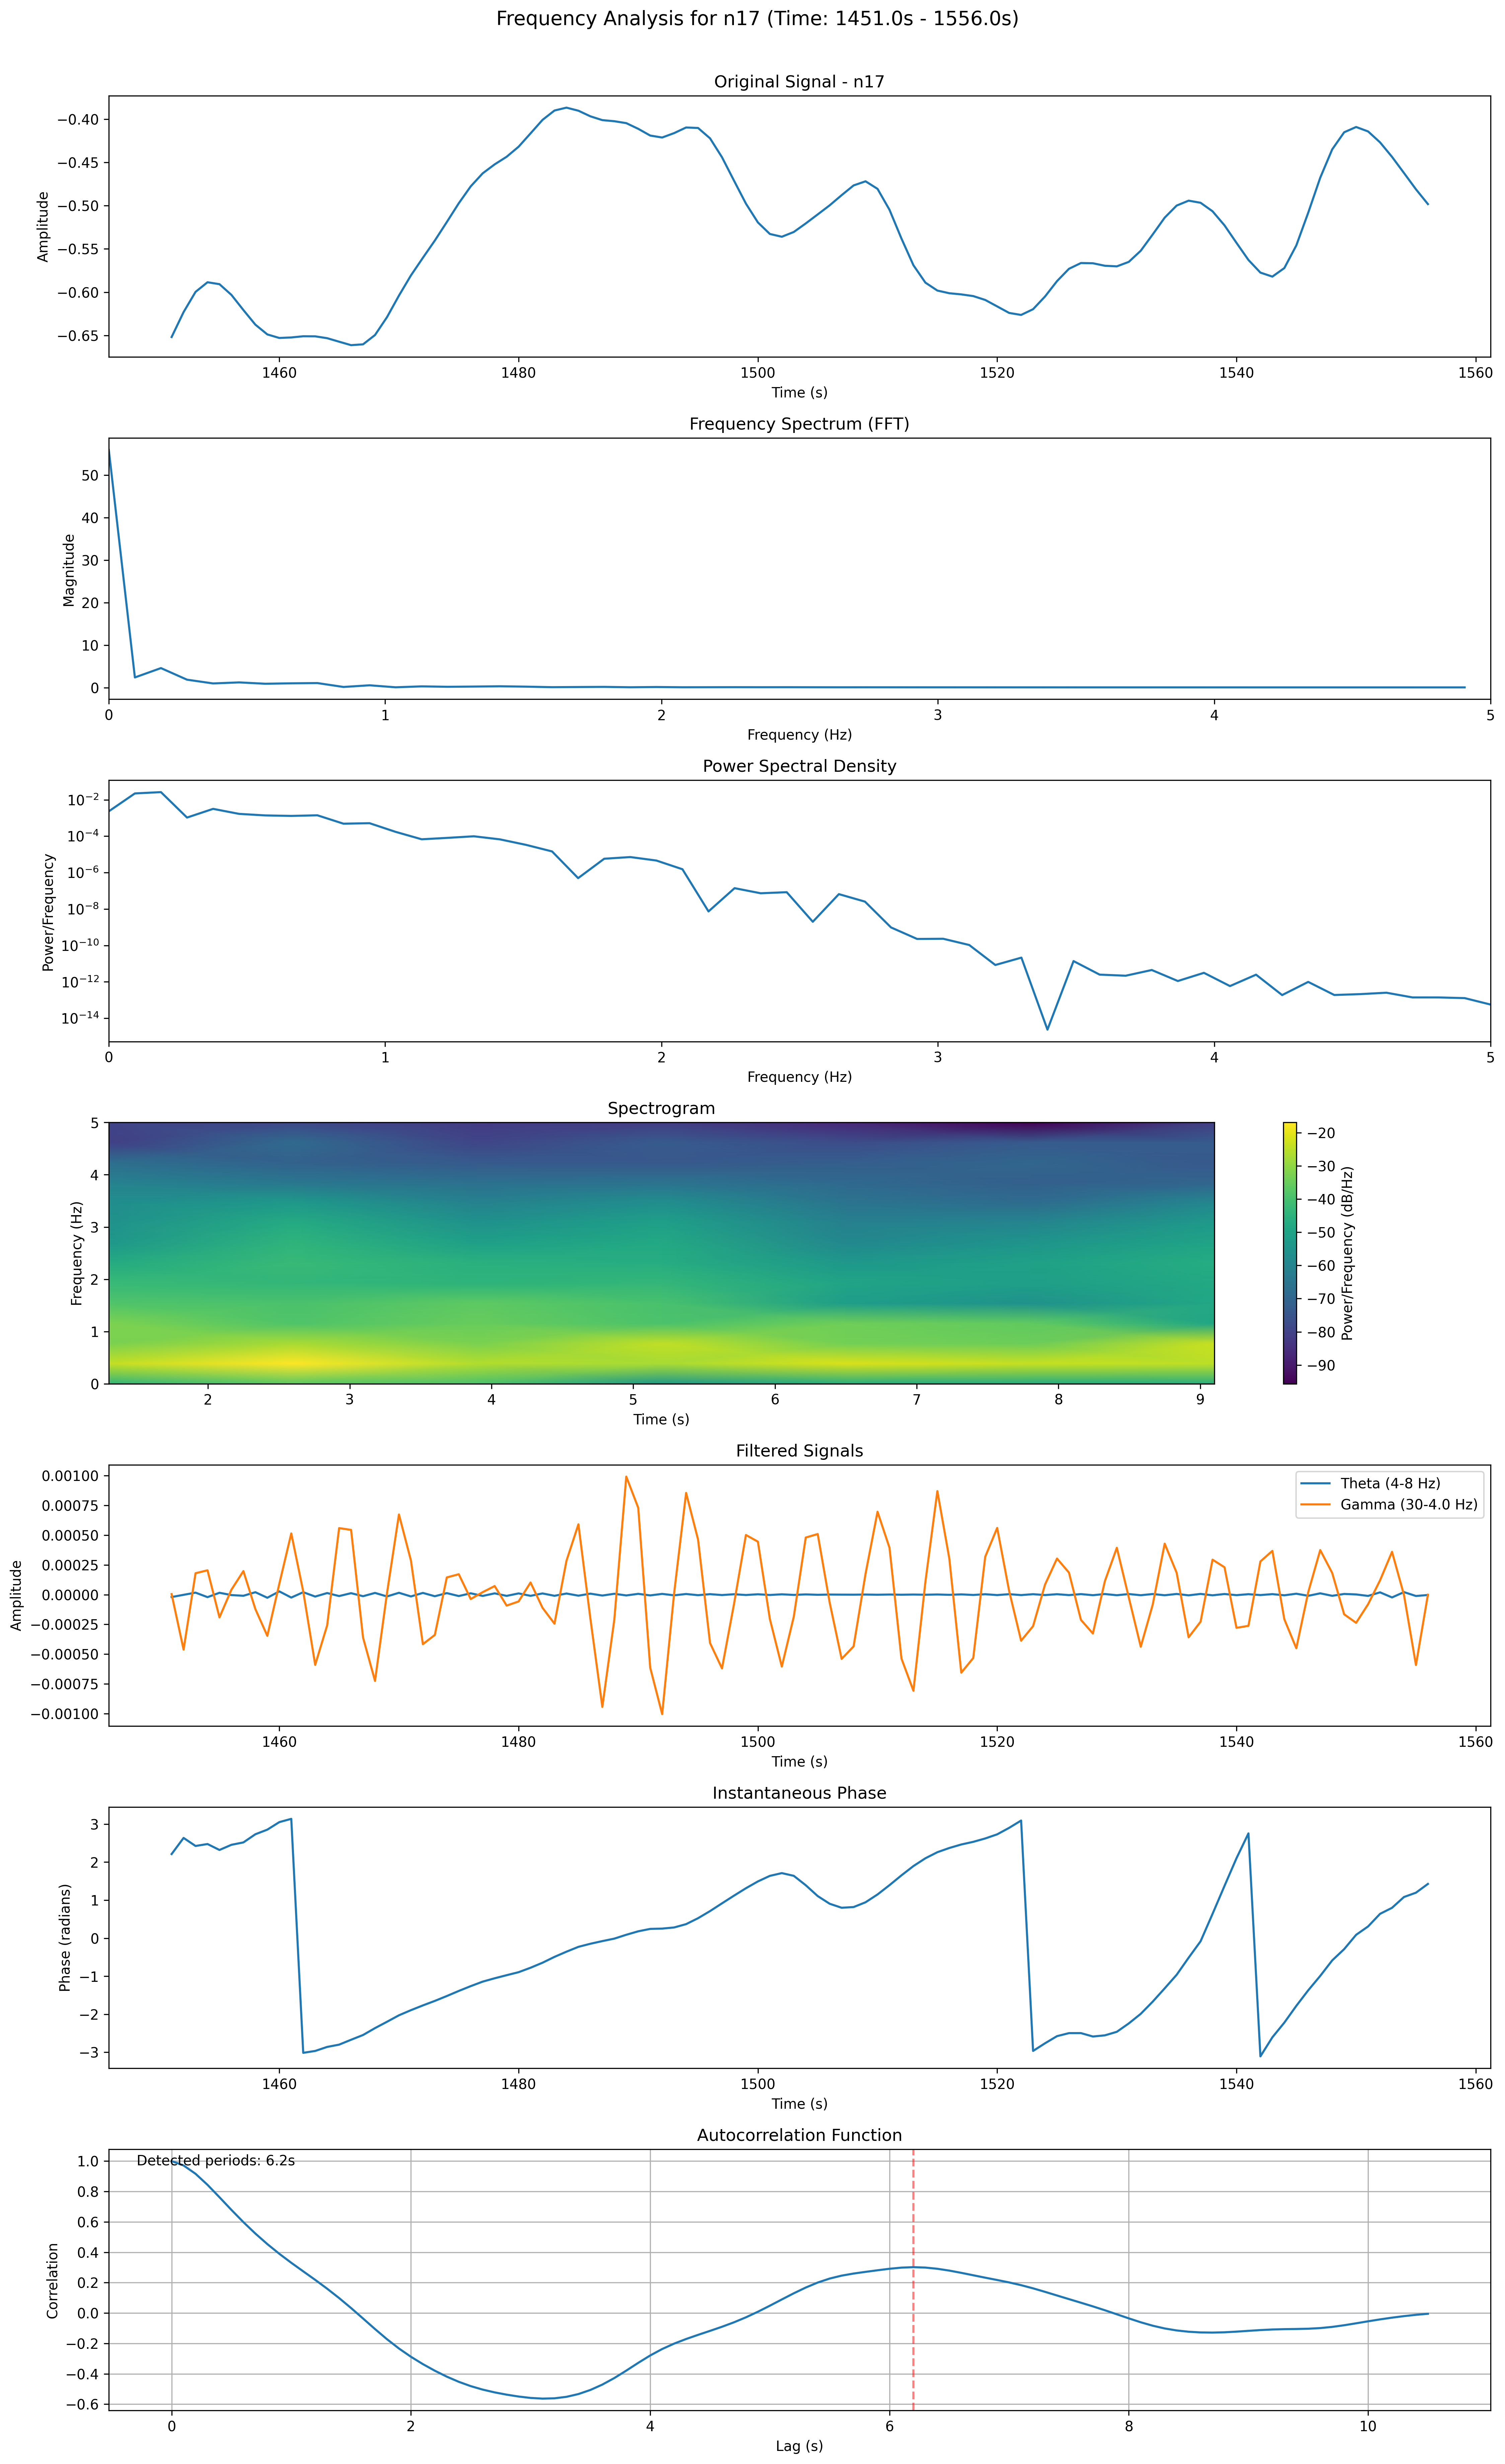 Frequency Analysis for n17 (Time: 1451.0s - 1556.0s)
Original Signal - n17
Amplitude
−0.40
−0.45
−0.50
−0.55
−0.60
−0.65
1460 1480 1500 1520 1540 1560
Time (s)
Frequency Spectrum (FFT)
Magnitude
50
40
30
20
10
0
0 1 2 3 4 5
Frequency (Hz)
Power Spectral Density
Power/Frequency
10⁻²
10⁻⁴
10⁻⁶
10⁻⁸
10⁻¹⁰
10⁻¹²
10⁻¹⁴
0 1 2 3 4 5
Frequency (Hz)
Spectrogram
Frequency (Hz)
5
4
3
2
1
0
2 3 4 5 6 7 8 9
Time (s)
−20
−30
−40
−50
−60
−70
−80
−90
Power/Frequency (dB/Hz)
Filtered Signals
Amplitude
0.00100
0.00075
0.00050
0.00025
0.00000
−0.00025
−0.00050
−0.00075
−0.00100
Theta (4-8 Hz)
Gamma (30-4.0 Hz)
1460 1480 1500 1520 1540 1560
Time (s)
Instantaneous Phase
Phase (radians)
3
2
1
0
−1
−2
−3
1460 1480 1500 1520 1540 1560
Time (s)
Autocorrelation Function
Detected periods: 6.2s
Correlation
1.0
0.8
0.6
0.4
0.2
0.0
−0.2
−0.4
−0.6
0 2 4 6 8 10
Lag (s)